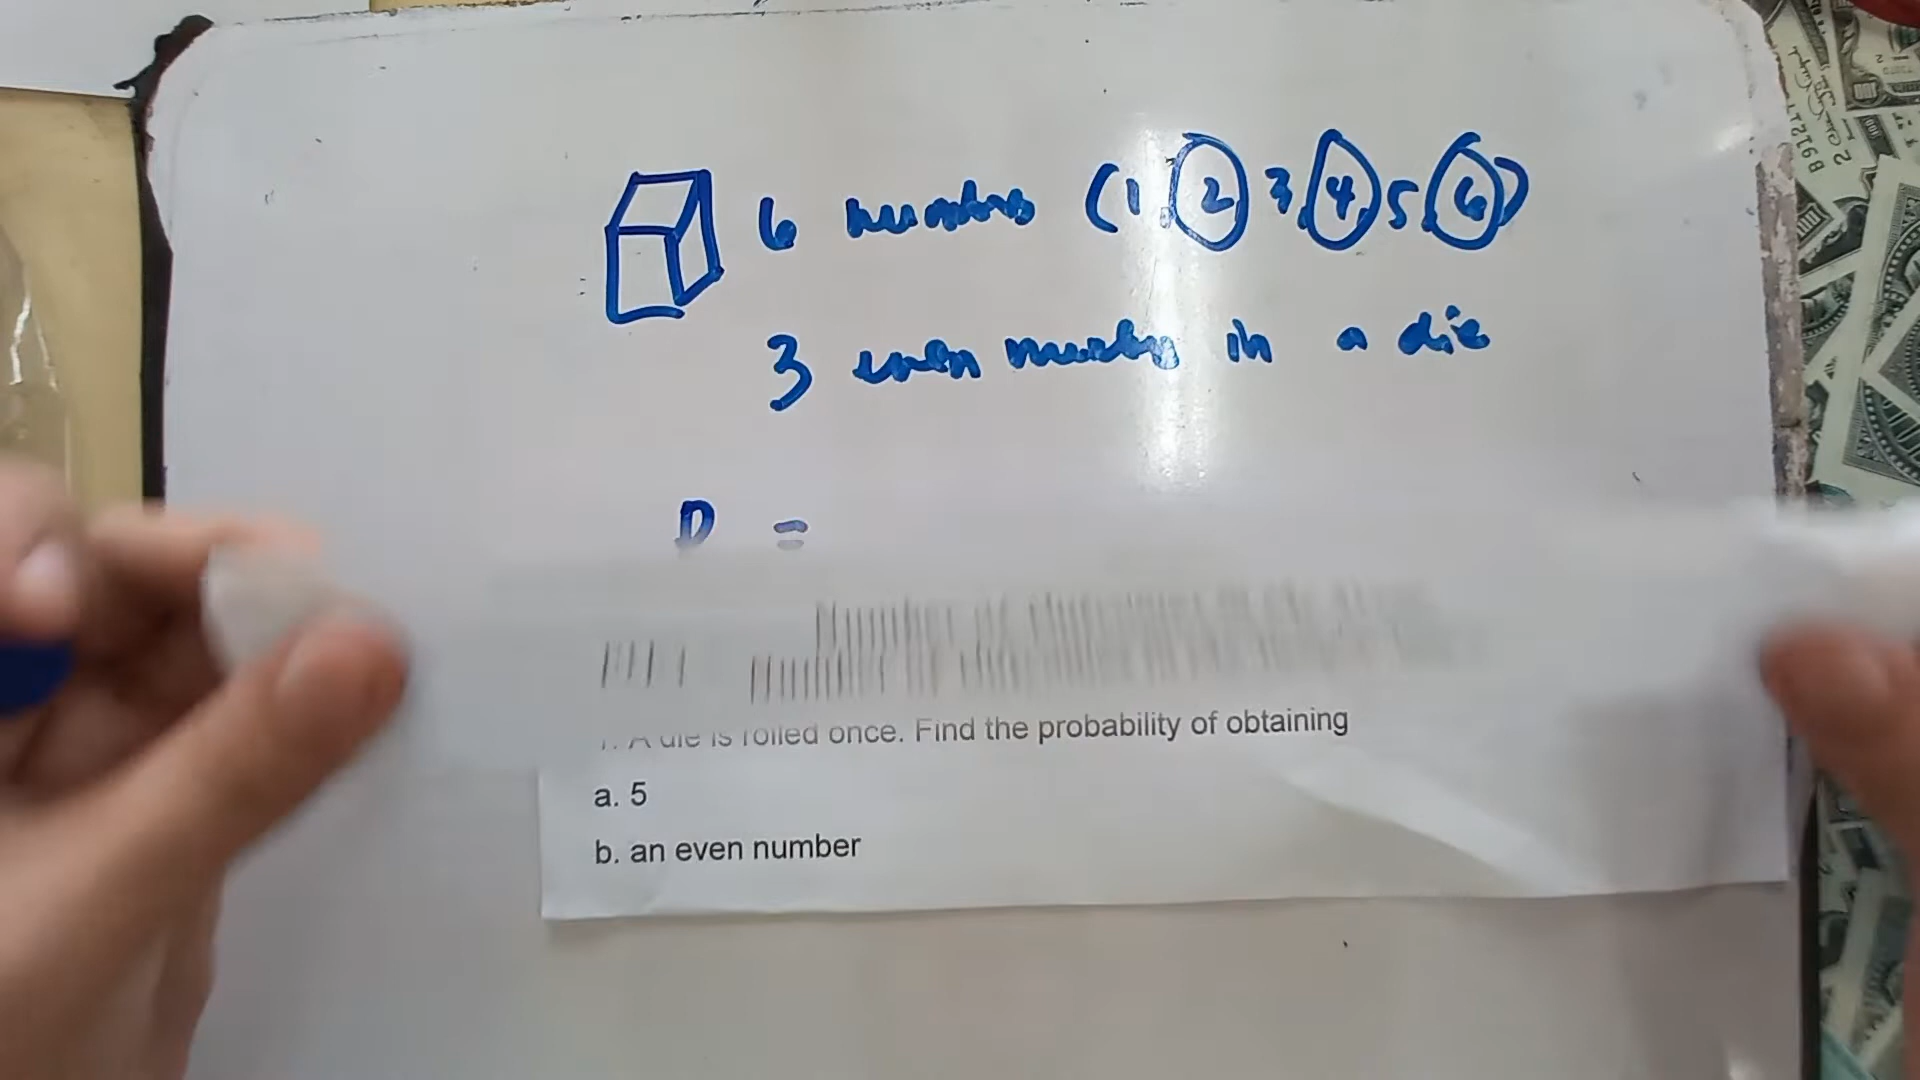 6 numbers (1, 2, 3, 4, 5, 6)
3 even numbers in a die
P =
1. A die is rolled once. Find the probability of obtaining
a. 5
b. an even number